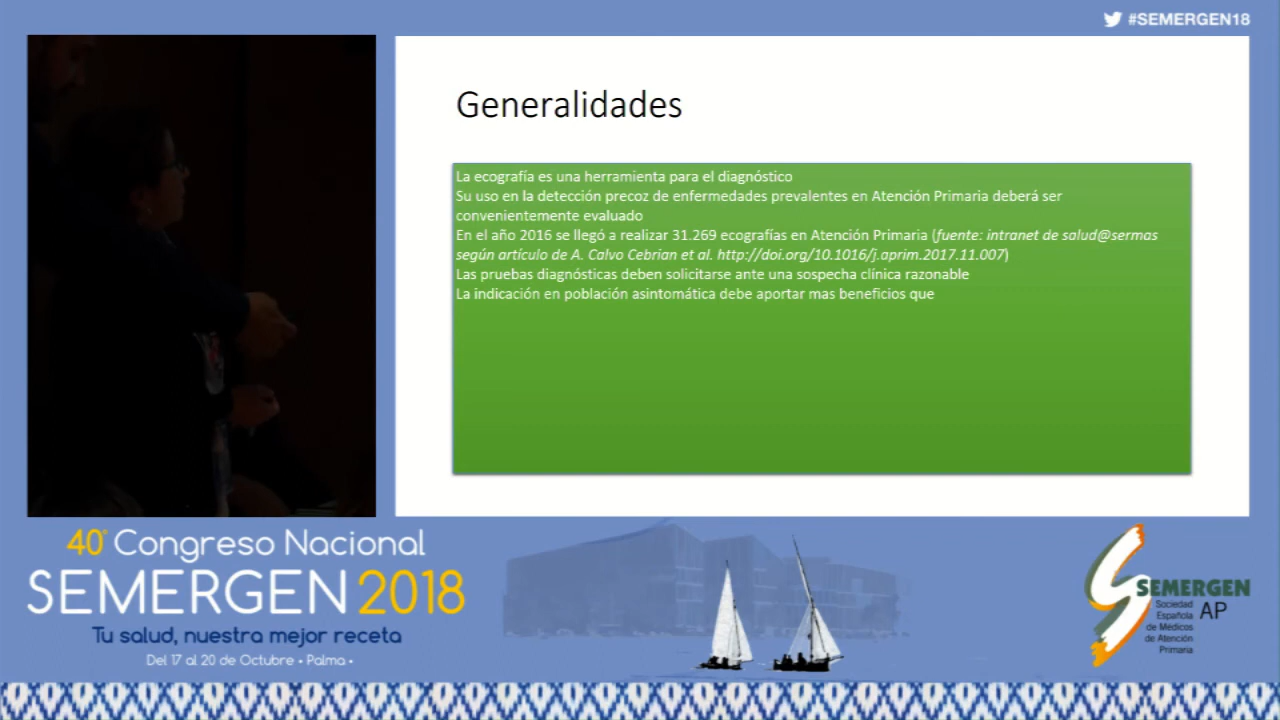 #SEMERGEN18
Generalidades
La ecografía es una herramienta para el diagnóstico
Su uso en la detección precoz de enfermedades prevalentes en Atención Primaria deberá ser
convenientemente evaluado
En el año 2016 se llegó a realizar 31.269 ecografías en Atención Primaria (fuente: intranet de salud@sermas
según artículo de A. Calvo Cebrian et al. http://doi.org/10.1016/j.aprim.2017.11.007)
Las pruebas diagnósticas deben solicitarse ante una sospecha clínica razonable
La indicación en población asintomática debe aportar mas beneficios que
40º Congreso Nacional
SEMERGEN 2018
Tu salud, nuestra mejor receta
Del 17 al 20 de Octubre • Palma •
SEMERGEN
Sociedad
Española
de Médicos
de Atención
Primaria
AP